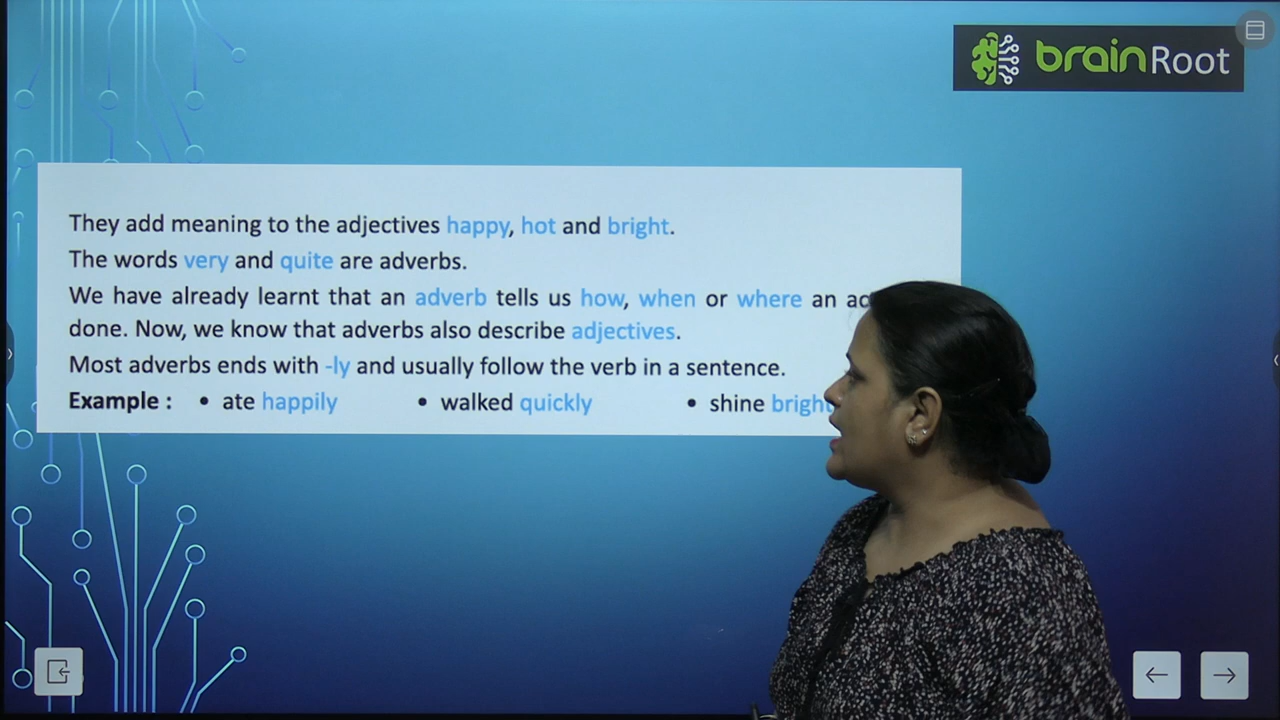 brainRoot
They add meaning to the adjectives happy, hot and bright.
The words very and quite are adverbs.
We have already learnt that an adverb tells us how, when or where an
done. Now, we know that adverbs also describe adjectives.
Most adverbs ends with -ly and usually follow the verb in a sentence.
Example : • ate happily • walked quickly • shine